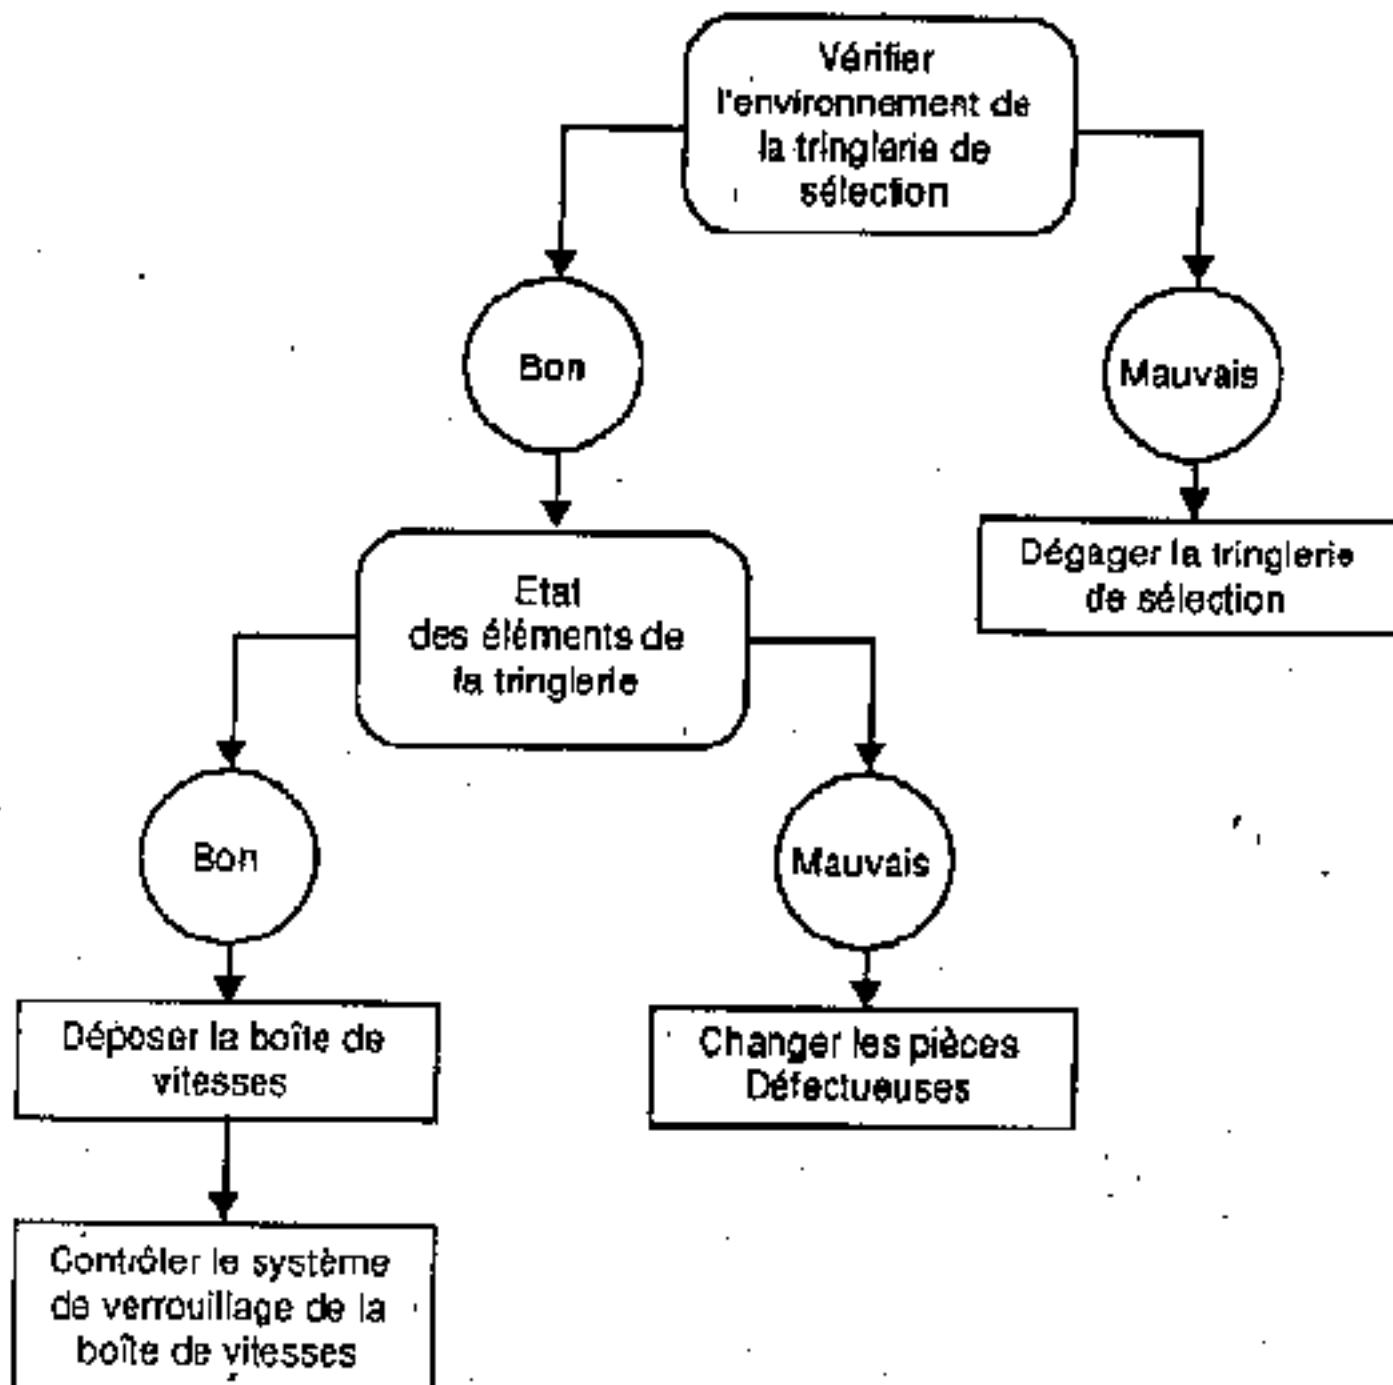 Vérifier
l'environnement de
la tringlerie de
sélection
Bon
Mauvais
Etat
des éléments de
la tringlerie
Dégager la tringlerie
de sélection
Bon
Mauvais
Déposer la boîte de
vitesses
Changer les pièces
Défectueuses
Contrôler le système
de verrouillage de la
boîte de vitesses